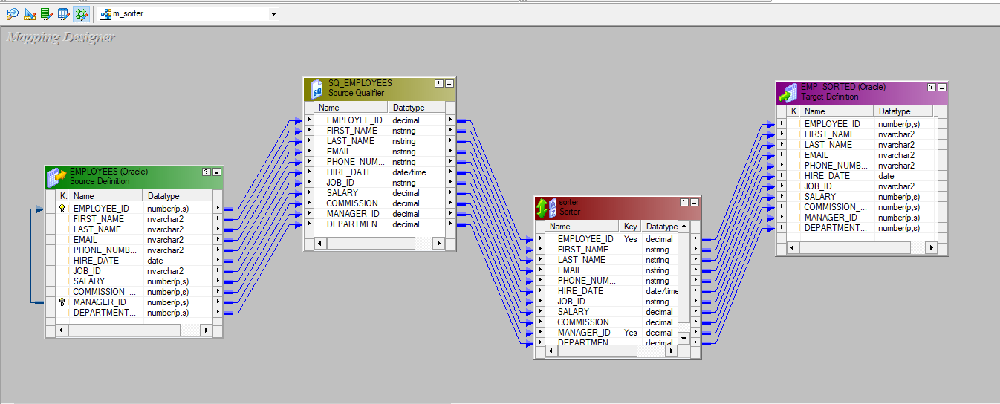 m_sorter
Mapping Designer
EMPLOYEES (Oracle)
Source Definition
K. Name Datatype
EMPLOYEE_ID number(p,s)
FIRST_NAME nvarchar2
LAST_NAME nvarchar2
EMAIL nvarchar2
PHONE_NUMB... nvarchar2
HIRE_DATE date
JOB_ID nvarchar2
SALARY number(p,s)
COMMISSION_... number(p,s)
MANAGER_ID number(p,s)
DEPARTMENT... number(p,s)
SQ_EMPLOYEES
Source Qualifier
SQ
Name Datatype
EMPLOYEE_ID decimal
FIRST_NAME nstring
LAST_NAME nstring
EMAIL nstring
PHONE_NUM... nstring
HIRE_DATE date/time
JOB_ID nstring
SALARY decimal
COMMISSION... decimal
MANAGER_ID decimal
DEPARTMEN... decimal
sorter
Sorter
A
Z
Name Key Datatype
EMPLOYEE_ID Yes decimal
FIRST_NAME nstring
LAST_NAME nstring
EMAIL nstring
PHONE_NUM... nstring
HIRE_DATE date/time
JOB_ID nstring
SALARY decimal
COMMISSION... decimal
MANAGER_ID Yes decimal
DEPARTMEN... decimal
EMP_SORTED (Oracle)
Target Definition
K. Name Datatype
EMPLOYEE_ID number(p,s)
FIRST_NAME nvarchar2
LAST_NAME nvarchar2
EMAIL nvarchar2
PHONE_NUMB... nvarchar2
HIRE_DATE date
JOB_ID nvarchar2
SALARY number(p,s)
COMMISSION_... number(p,s)
MANAGER_ID number(p,s)
DEPARTMENT... number(p,s)